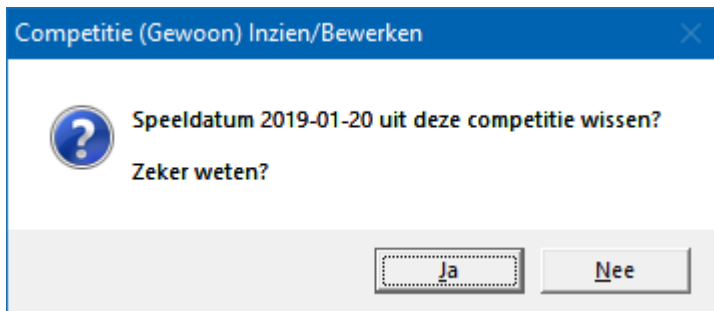 Competitie (Gewoon) Inzien/Bewerken
Speeldatum 2019-01-20 uit deze competitie wissen?
Zeker weten?
Ja
Nee